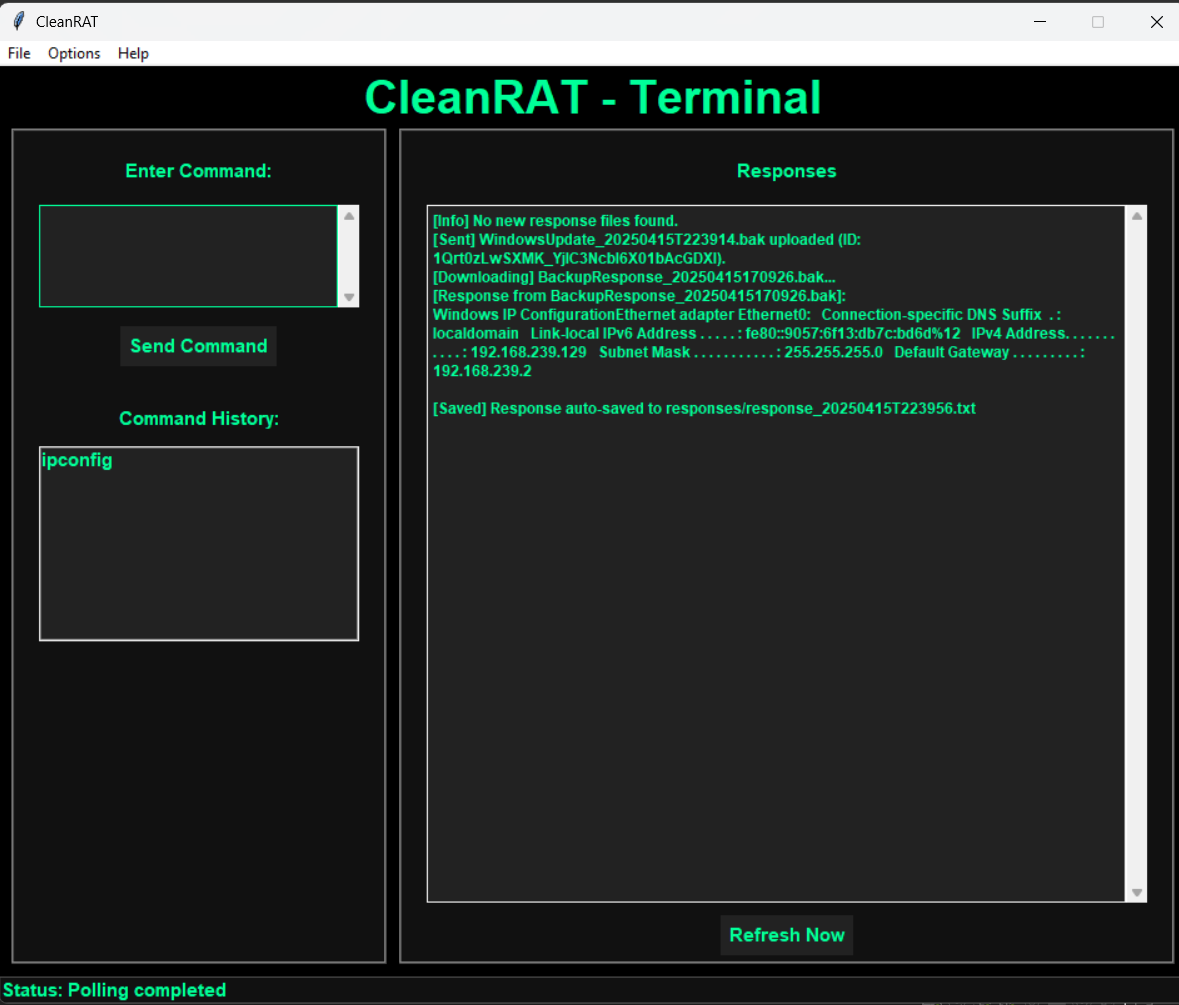 CleanRAT
File Options Help
CleanRAT - Terminal
Enter Command:
Send Command
Command History:
ipconfig
Responses
[Info] No new response files found.
[Sent] WindowsUpdate_20250415T223914.bak uploaded (ID:
1Qrt0zLwSXMK_YjlC3Ncbl6X01bAcGDXl).
[Downloading] BackupResponse_20250415170926.bak...
[Response from BackupResponse_20250415170926.bak]:
Windows IP ConfigurationEthernet adapter Ethernet0:   Connection-specific DNS Suffix  . :
localdomain   Link-local IPv6 Address . . . . . : fe80::9057:6f13:db7c:bd6d%12   IPv4 Address. . . . . . .
. . . . : 192.168.239.129   Subnet Mask . . . . . . . . . . . : 255.255.255.0   Default Gateway . . . . . . . . . :
192.168.239.2
[Saved] Response auto-saved to responses/response_20250415T223956.txt
Refresh Now
Status: Polling completed